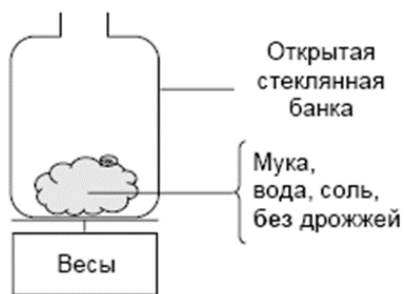 Открытая
стеклянная
банка
Мука,
вода, соль,
без дрожжей
Весы